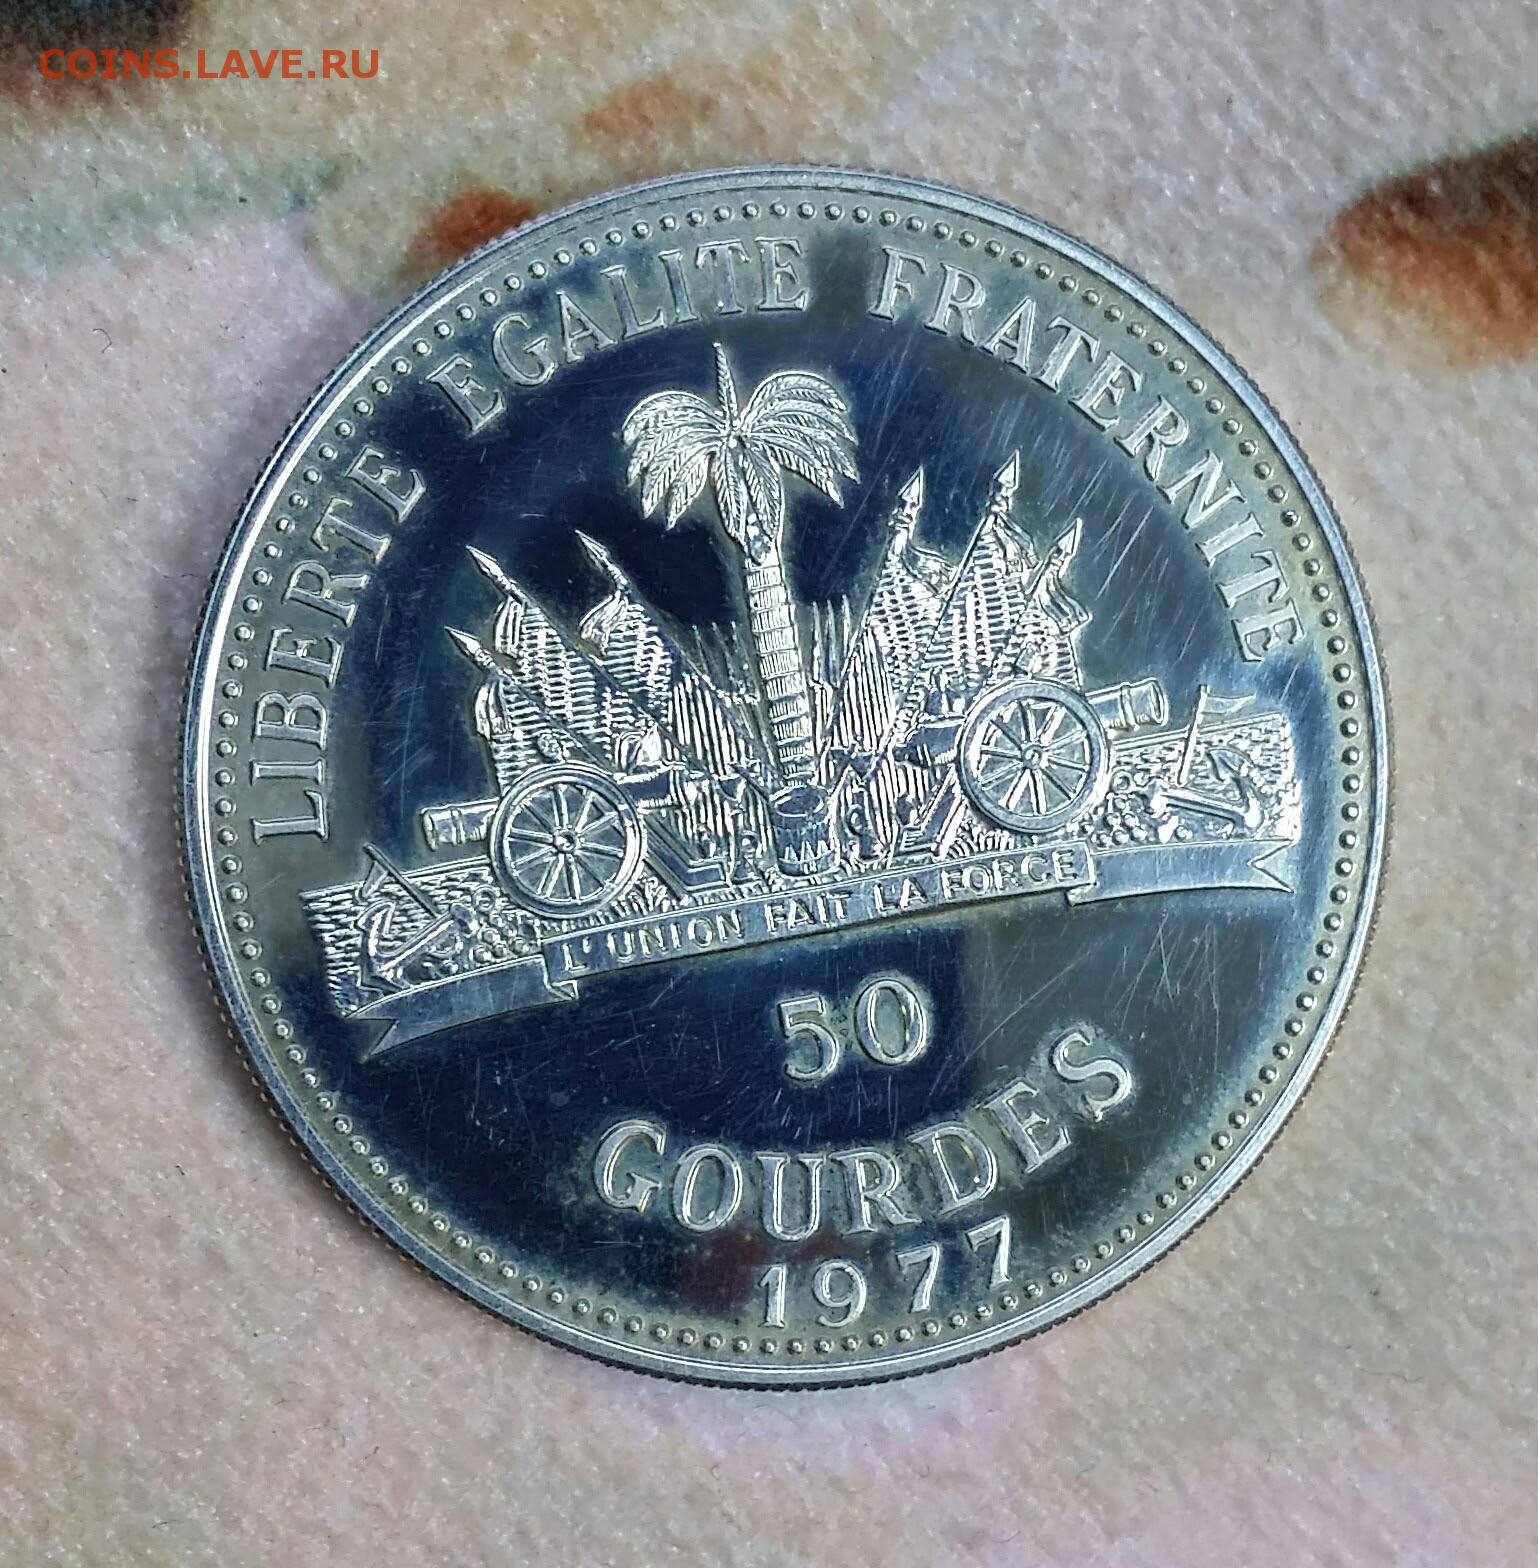 COINS.LAVE.RU
LIBERTE EGALITE FRATERNITE
L'UNION FAIT LA FORCE
50
GOURDES
1977